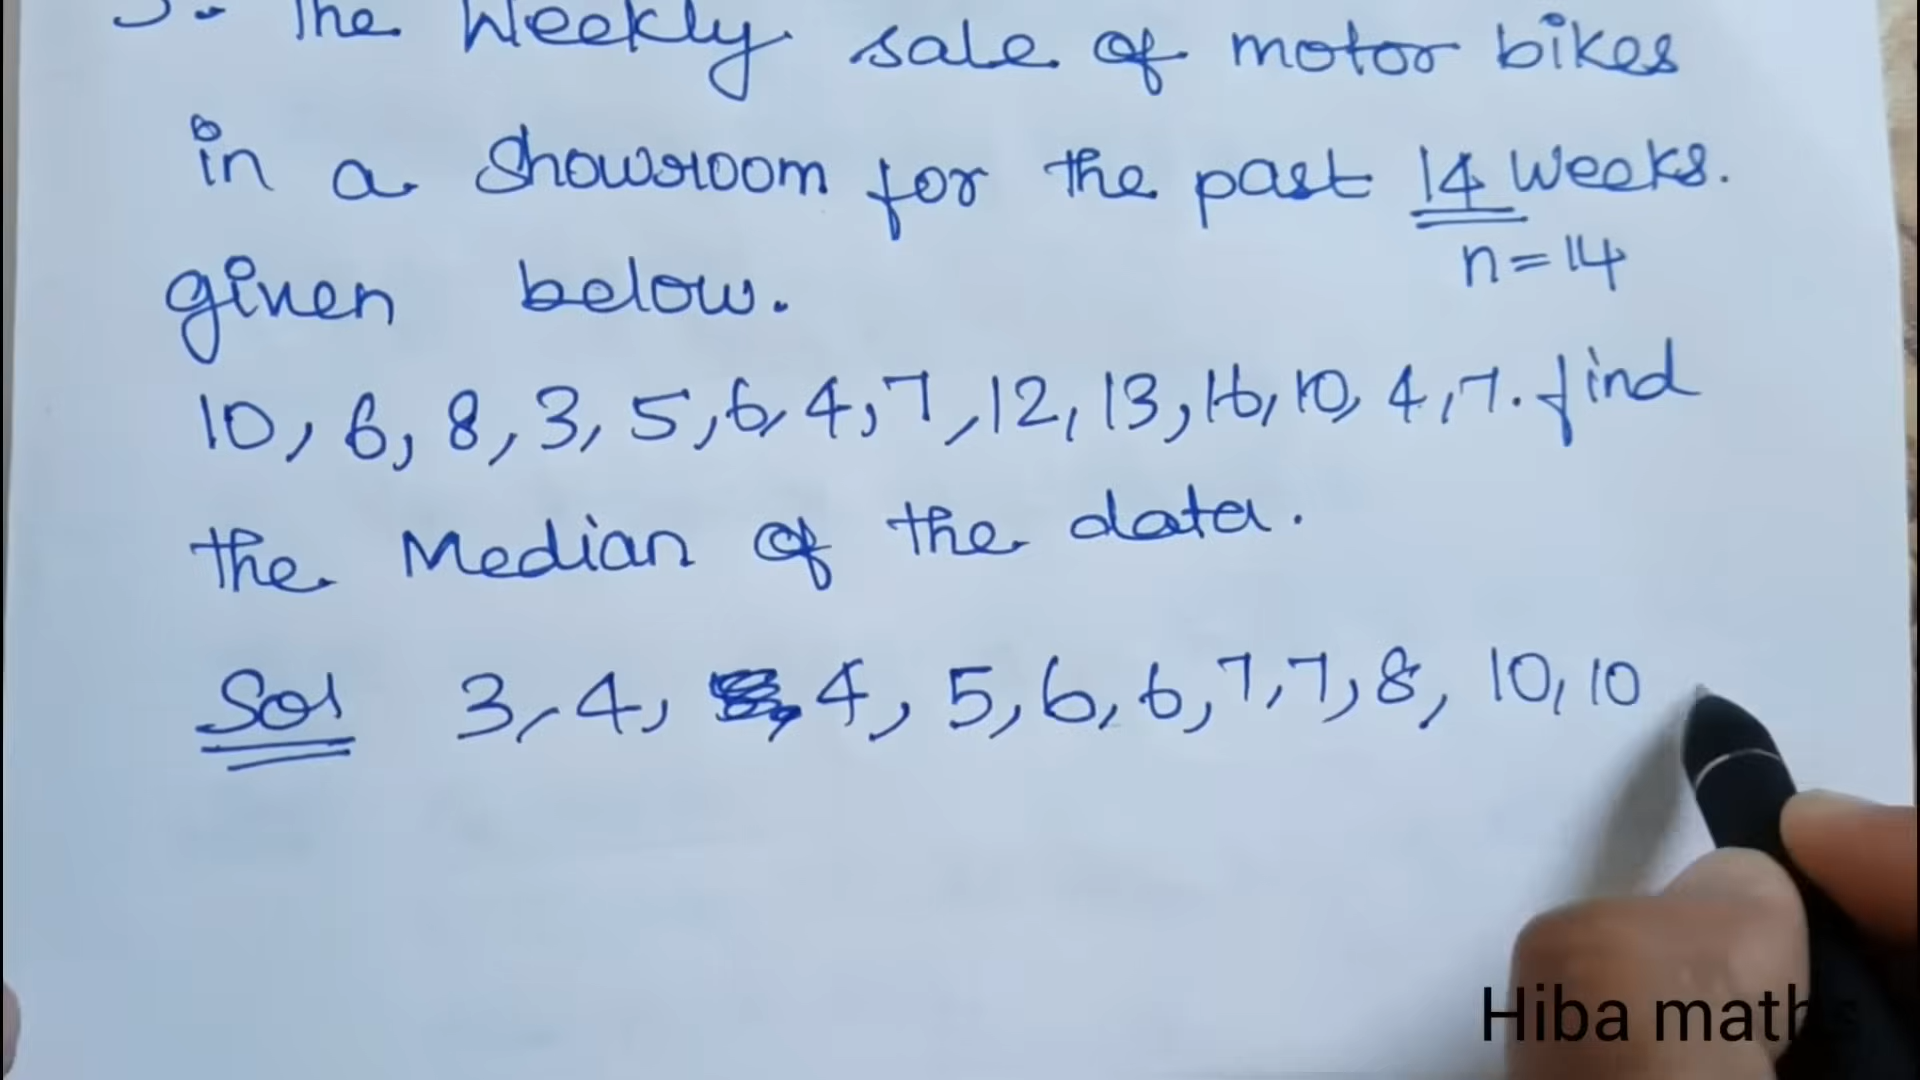 The Weekly sale of motor bikes
in a Showroom for the past 14 weeks.
n=14
given below.
10, 6, 8, 3, 5, 6, 4, 7, 12, 13, 16, 10, 4, 7. find
the Median of the data.
Sol 3, 4, 4, 5, 6, 6, 7, 7, 8, 10, 10
Hiba maths